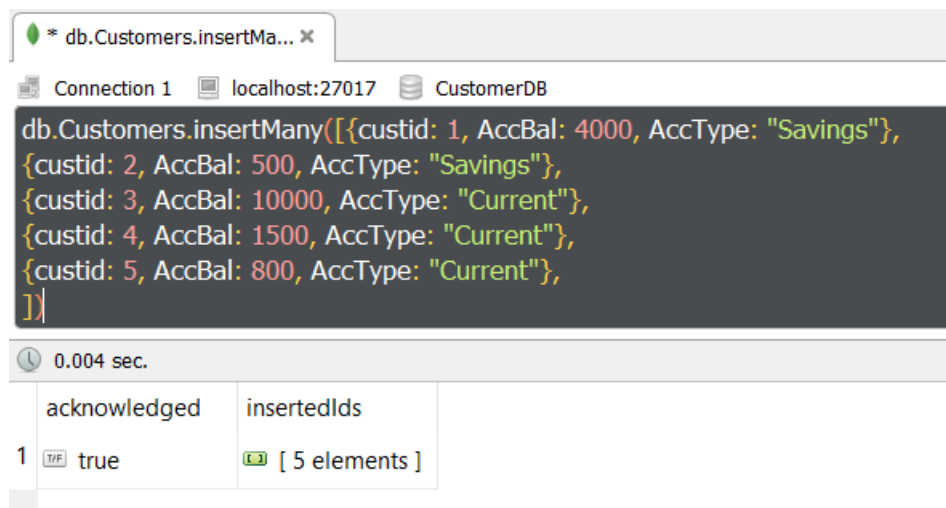 * db.Customers.insertMa... ×
Connection 1 localhost:27017 CustomerDB
db.Customers.insertMany([{custid: 1, AccBal: 4000, AccType: "Savings"},
{custid: 2, AccBal: 500, AccType: "Savings"},
{custid: 3, AccBal: 10000, AccType: "Current"},
{custid: 4, AccBal: 1500, AccType: "Current"},
{custid: 5, AccBal: 800, AccType: "Current"},
])
0.004 sec.
acknowledged insertedIds
1 T/F true [ 5 elements ]